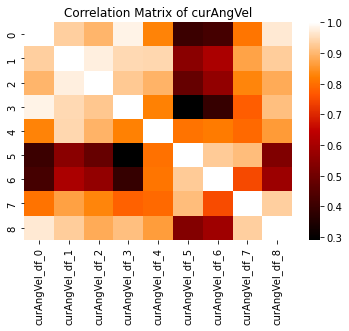 Correlation Matrix of curAngVel
0
1
2
3
4
5
6
7
8
curAngVel_df_0
curAngVel_df_1
curAngVel_df_2
curAngVel_df_3
curAngVel_df_4
curAngVel_df_5
curAngVel_df_6
curAngVel_df_7
curAngVel_df_8
1.0
0.9
0.8
0.7
0.6
0.5
0.4
0.3